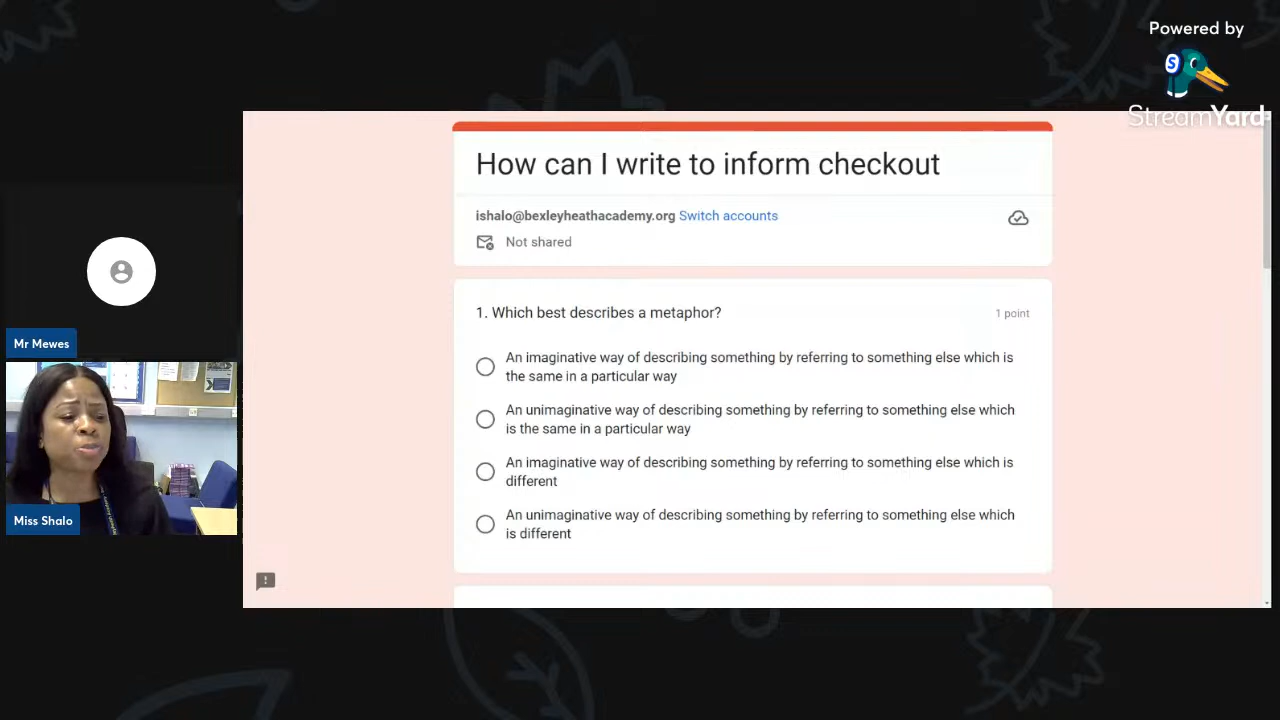 Powered by
StreamYard
How can I write to inform checkout
ishalo@bexleyheathacademy.org Switch accounts
Not shared
1. Which best describes a metaphor?
1 point
An imaginative way of describing something by referring to something else which is
the same in a particular way
An unimaginative way of describing something by referring to something else which
is the same in a particular way
An imaginative way of describing something by referring to something else which is
different
An unimaginative way of describing something by referring to something else which
is different
Mr Mewes
Miss Shalo